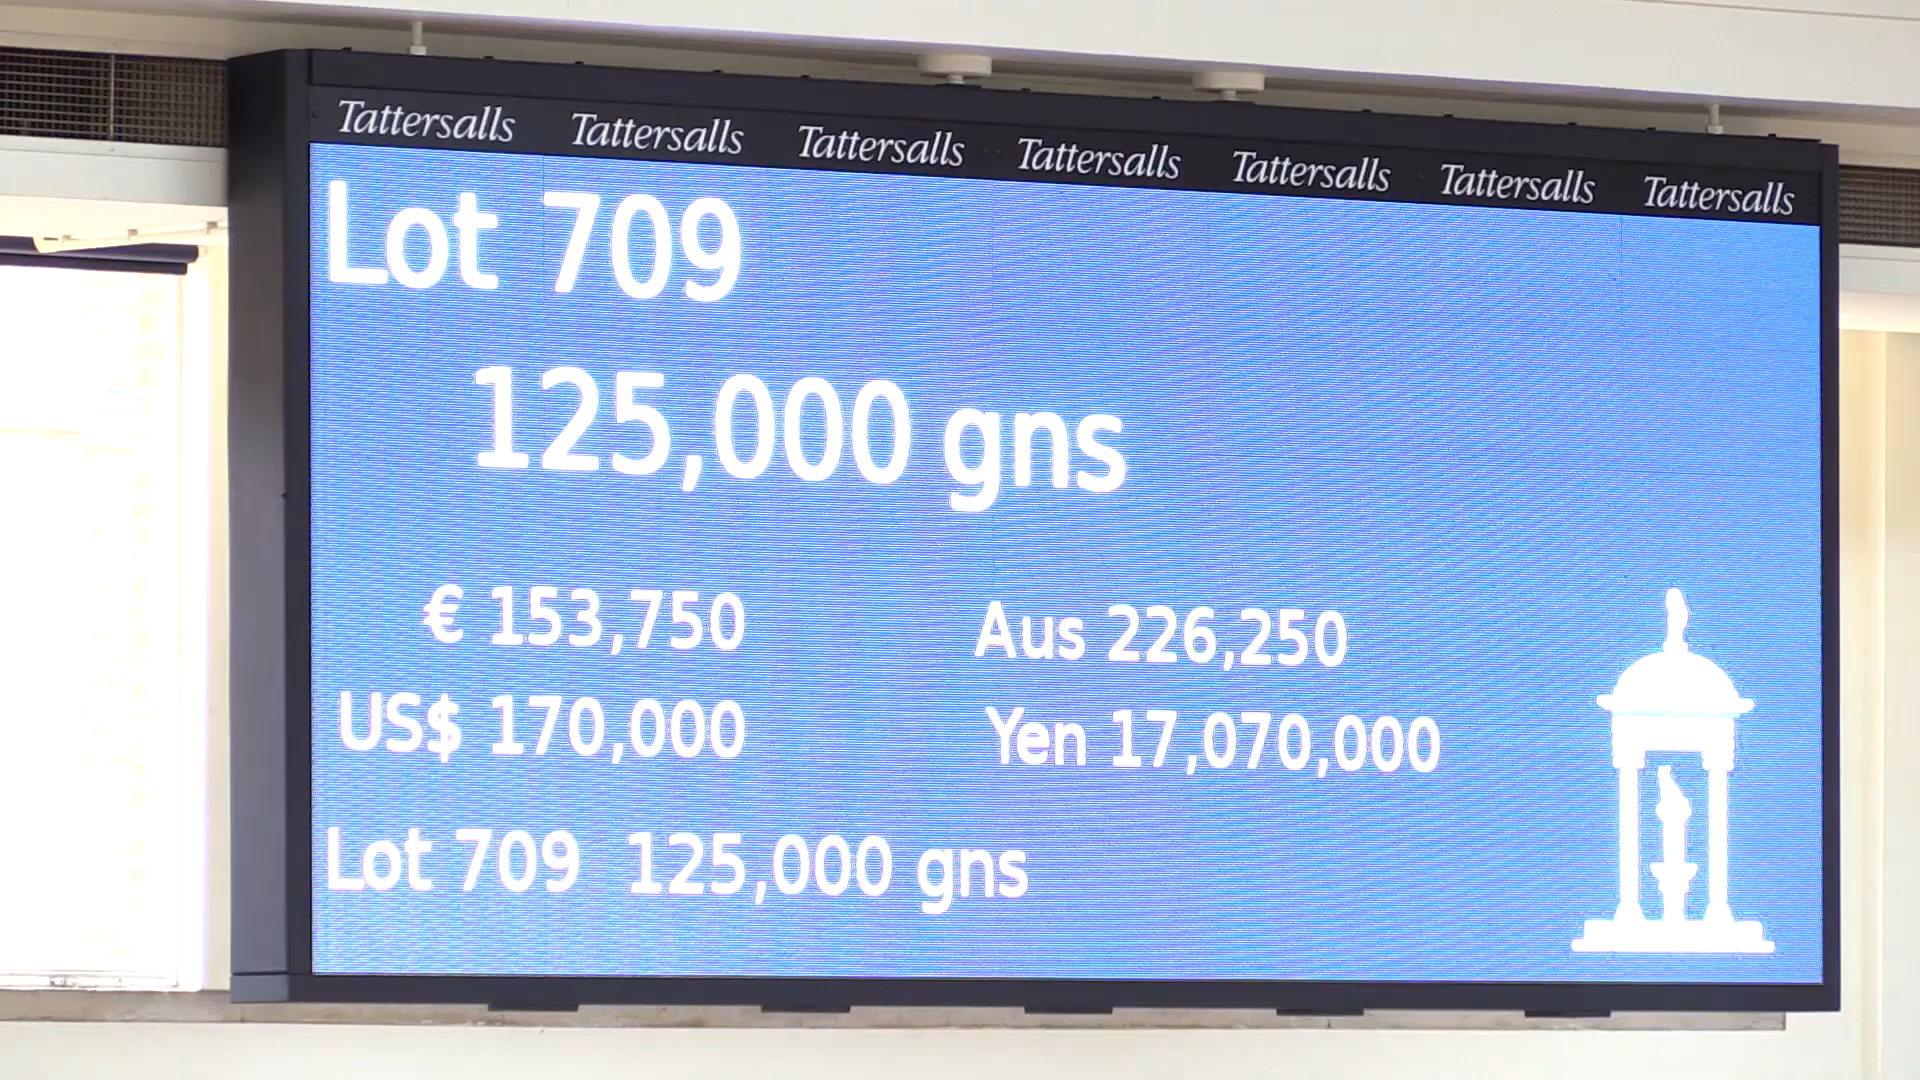 Tattersalls Tattersalls Tattersalls Tattersalls Tattersalls Tattersalls Tattersalls
Lot 709
125,000 gns
€ 153,750 Aus 226,250
US$ 170,000 Yen 17,070,000
Lot 709 125,000 gns